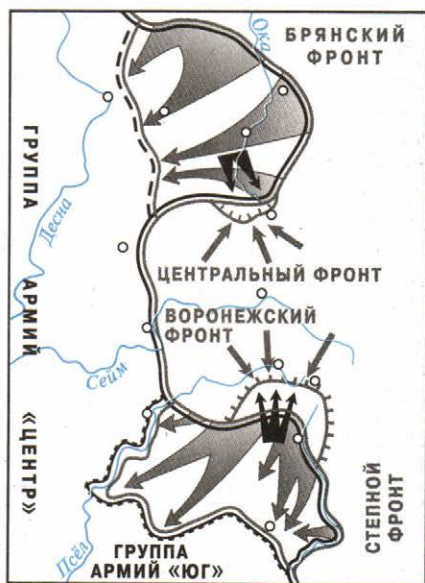 Ока
БРЯНСКИЙ
ФРОНТ
ГРУППА АРМИЙ «ЦЕНТР»
Десна
ЦЕНТРАЛЬНЫЙ ФРОНТ
ВОРОНЕЖСКИЙ
ФРОНТ
Сейм
СТЕПНОЙ ФРОНТ
Псёл
ГРУППА
АРМИЙ «ЮГ»